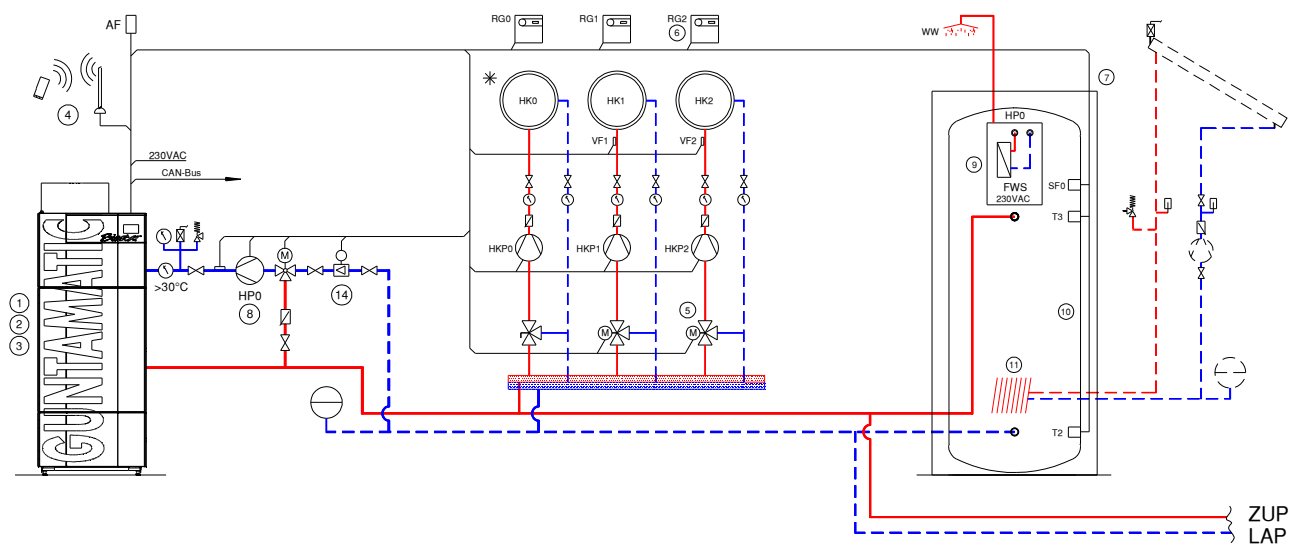 AF
RG0
RG1
RG2
6
WW
HK0
HK1
HK2
7
4
VF1
VF2
HP0
9
230VAC
CAN-Bus
FWS
230VAC
SF0
T3
GUNTAMATIC
Biostar
M
HKP0
HKP1
HKP2
>30°C
HP0
8
14
1
2
3
5
M
M
10
11
T2
ZUP
LAP